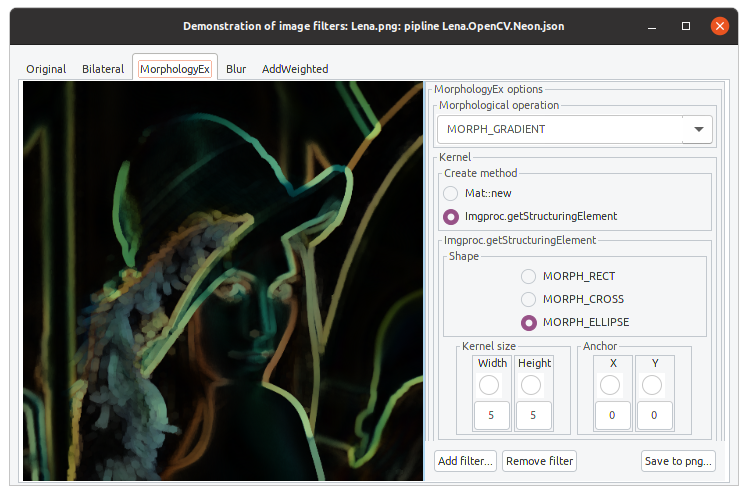 Demonstration of image filters: Lena.png: pipline Lena.OpenCV.Neon.json
Original Bilateral MorphologyEx Blur AddWeighted
MorphologyEx options
Morphological operation
MORPH_GRADIENT
Kernel
Create method
Mat::new
Imgproc.getStructuringElement
Imgproc.getStructuringElement
Shape
MORPH_RECT
MORPH_CROSS
MORPH_ELLIPSE
Kernel size Anchor
Width Height X Y
5 5 0 0
Add filter... Remove filter Save to png...